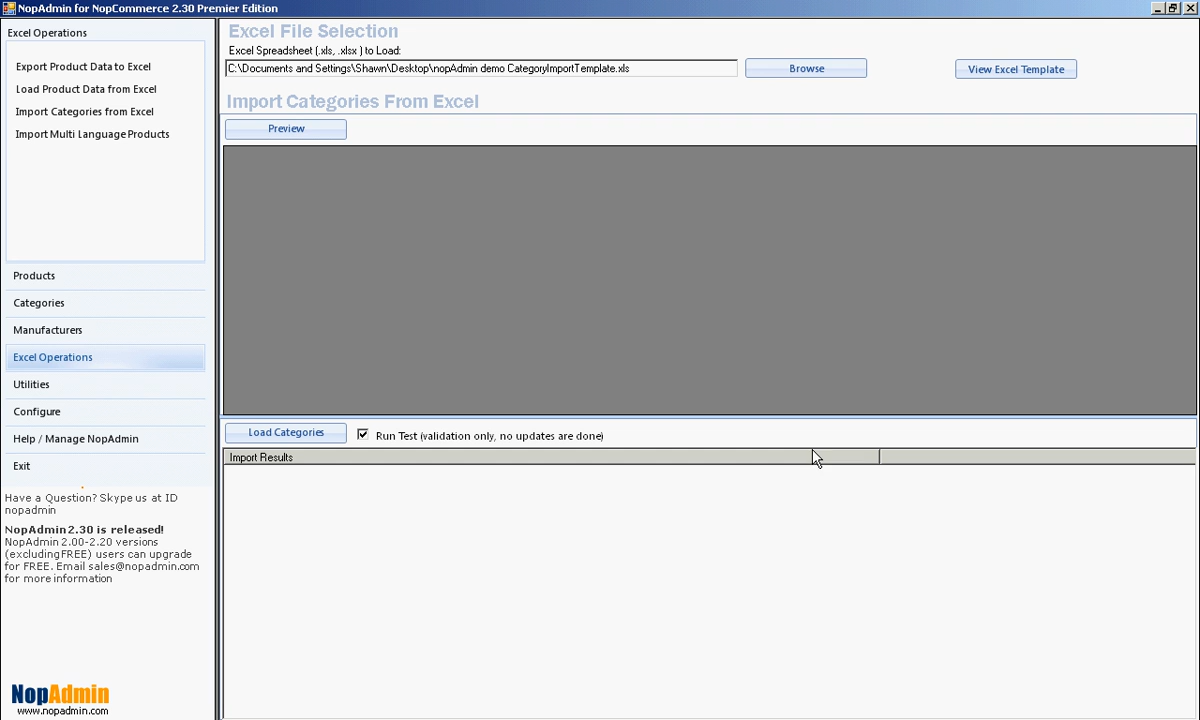 NopAdmin for NopCommerce 2.30 Premier Edition
Excel Operations
Export Product Data to Excel
Load Product Data from Excel
Import Categories from Excel
Import Multi Language Products
Products
Categories
Manufacturers
Excel Operations
Utilities
Configure
Help / Manage NopAdmin
Exit
Have a Question? Skype us at ID
nopadmin
NopAdmin 2.30 is released!
NopAdmin 2.00-2.20 versions
(excludingFREE) users can upgrade
for FREE. Email sales@nopadmin.com
for more information
NopAdmin
www.nopadmin.com
Excel File Selection
Excel Spreadsheet (.xls, .xlsx ) to Load:
C:\Documents and Settings\Shawn\Desktop\nopAdmin demo CategoryImportTemplate.xls
Browse
View Excel Template
Import Categories From Excel
Preview
Load Categories
Run Test (validation only, no updates are done)
Import Results